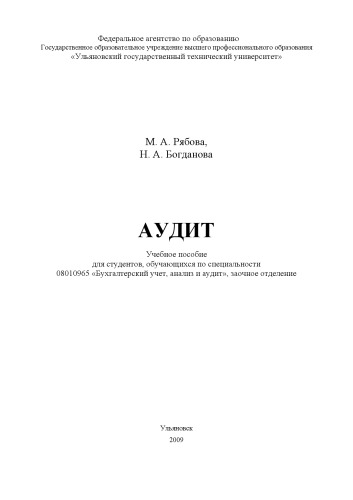 Федеральное агентство по образованию
Государственное образовательное учреждение высшего профессионального образования
«Ульяновский государственный технический университет»
М. А. Рябова,
Н. А. Богданова
АУДИТ
Учебное пособие
для студентов, обучающихся по специальности
08010965 «Бухгалтерский учет, анализ и аудит», заочное отделение
Ульяновск
2009